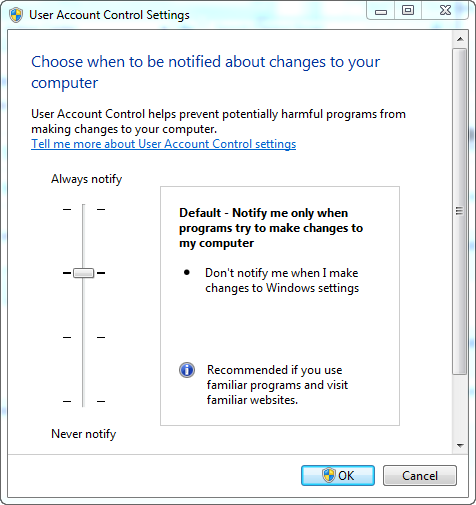 User Account Control Settings
Choose when to be notified about changes to your
computer
User Account Control helps prevent potentially harmful programs from
making changes to your computer.
Tell me more about User Account Control settings
Always notify
Default - Notify me only when
programs try to make changes to
my computer
• Don't notify me when I make
changes to Windows settings
Recommended if you use
familiar programs and visit
familiar websites.
Never notify
OK
Cancel